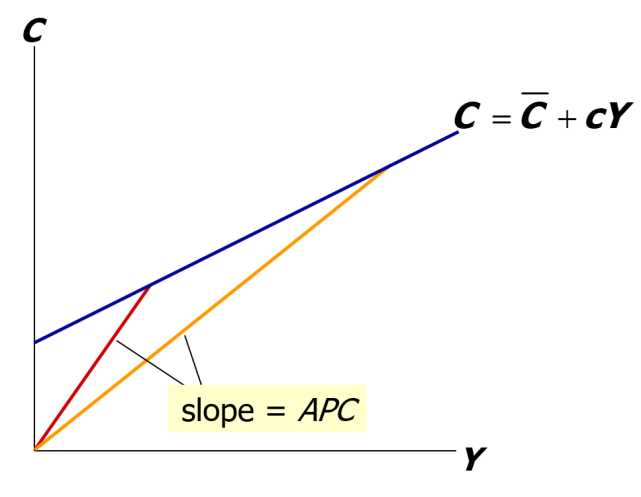 C
C = C̅ + cY
slope = APC
Y